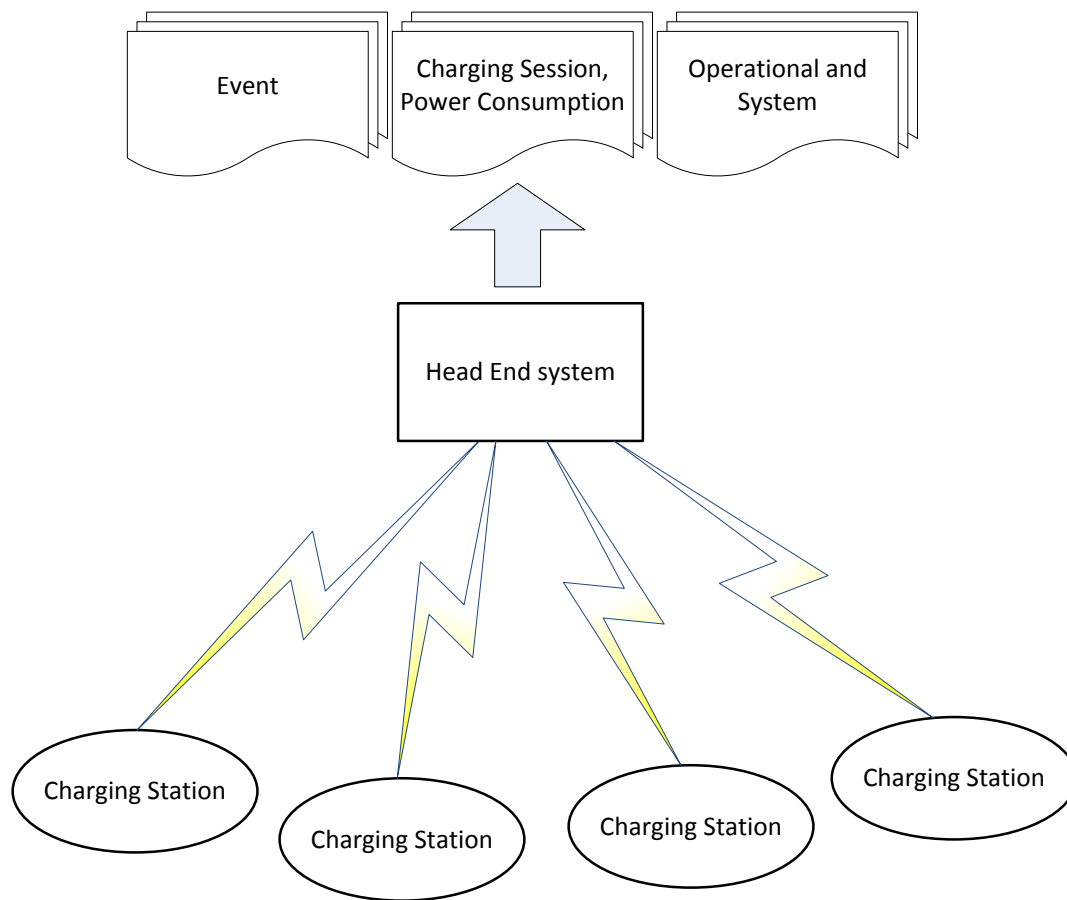 Event
Charging Session,
Power Consumption
Operational and
System
Head End system
Charging Station
Charging Station
Charging Station
Charging Station